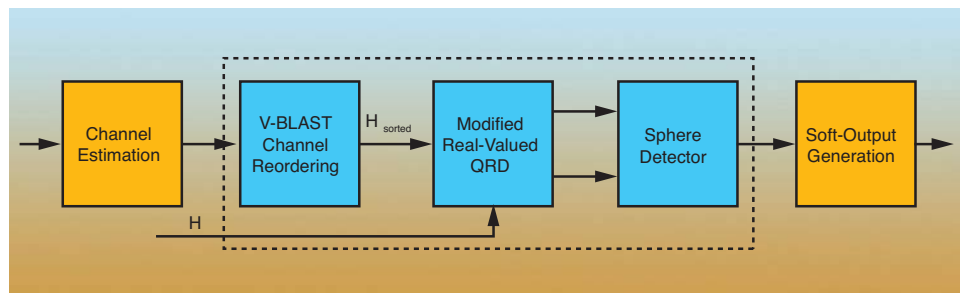 Channel
Estimation
V-BLAST
Channel
Reordering
H sorted
Modified
Real-Valued
QRD
Sphere
Detector
Soft-Output
Generation
H